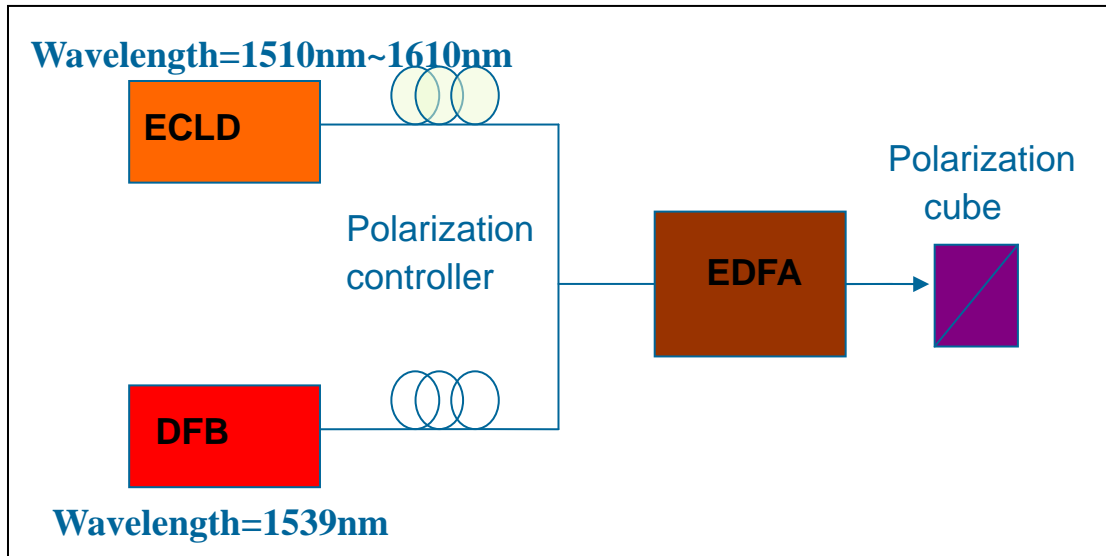 Wavelength=1510nm~1610nm
ECLD
Polarization
controller
EDFA
Polarization
cube
DFB
Wavelength=1539nm